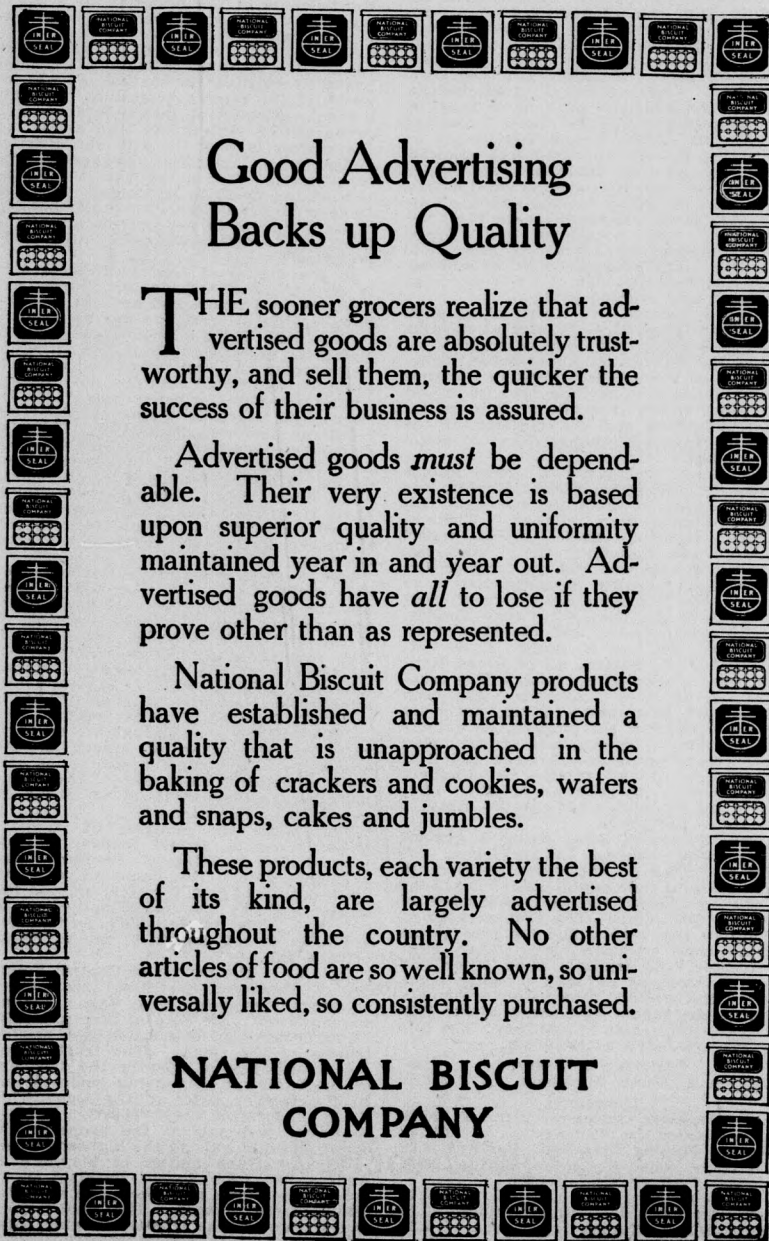 Good Advertising
Backs up Quality
THE sooner grocers realize that ad-
vertised goods are absolutely trust-
worthy, and sell them, the quicker the
success of their business is assured.
Advertised goods must be depend-
able. Their very existence is based
upon superior quality and uniformity
maintained year in and year out. Ad-
vertised goods have all to lose if they
prove other than as represented.
National Biscuit Company products
have established and maintained a
quality that is unapproached in the
baking of crackers and cookies, wafers
and snaps, cakes and jumbles.
These products, each variety the best
of its kind, are largely advertised
throughout the country. No other
articles of food are so well known, so uni-
versally liked, so consistently purchased.
NATIONAL BISCUIT
COMPANY